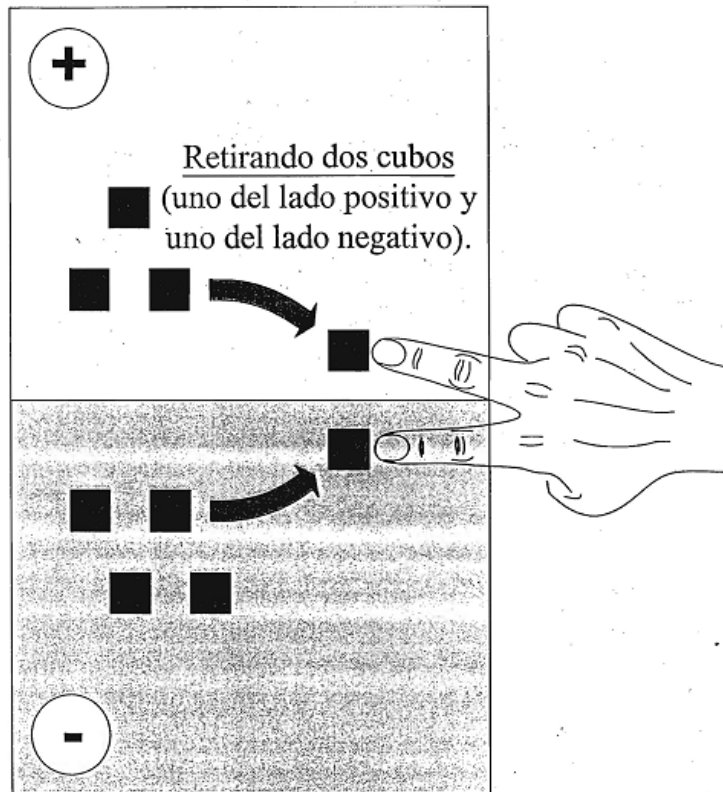 +
Retirando dos cubos
(uno del lado positivo y
uno del lado negativo).
-